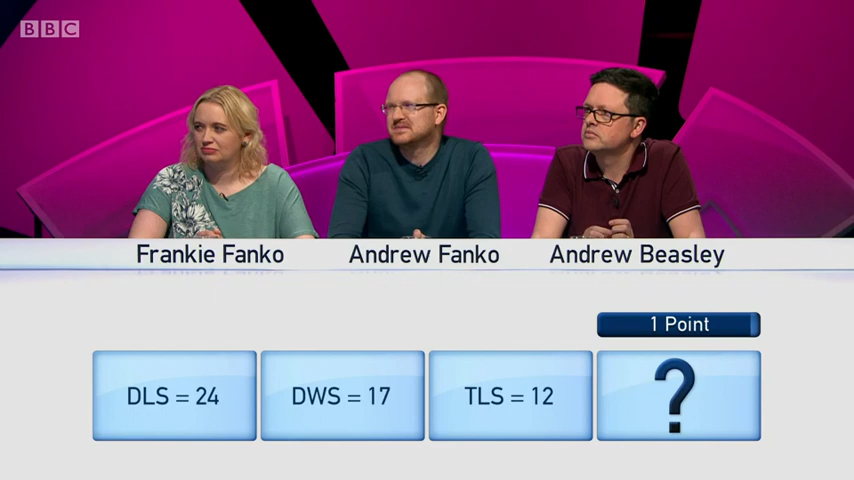 BBC
Frankie Fanko Andrew Fanko Andrew Beasley
1 Point
DLS = 24 DWS = 17 TLS = 12 ?